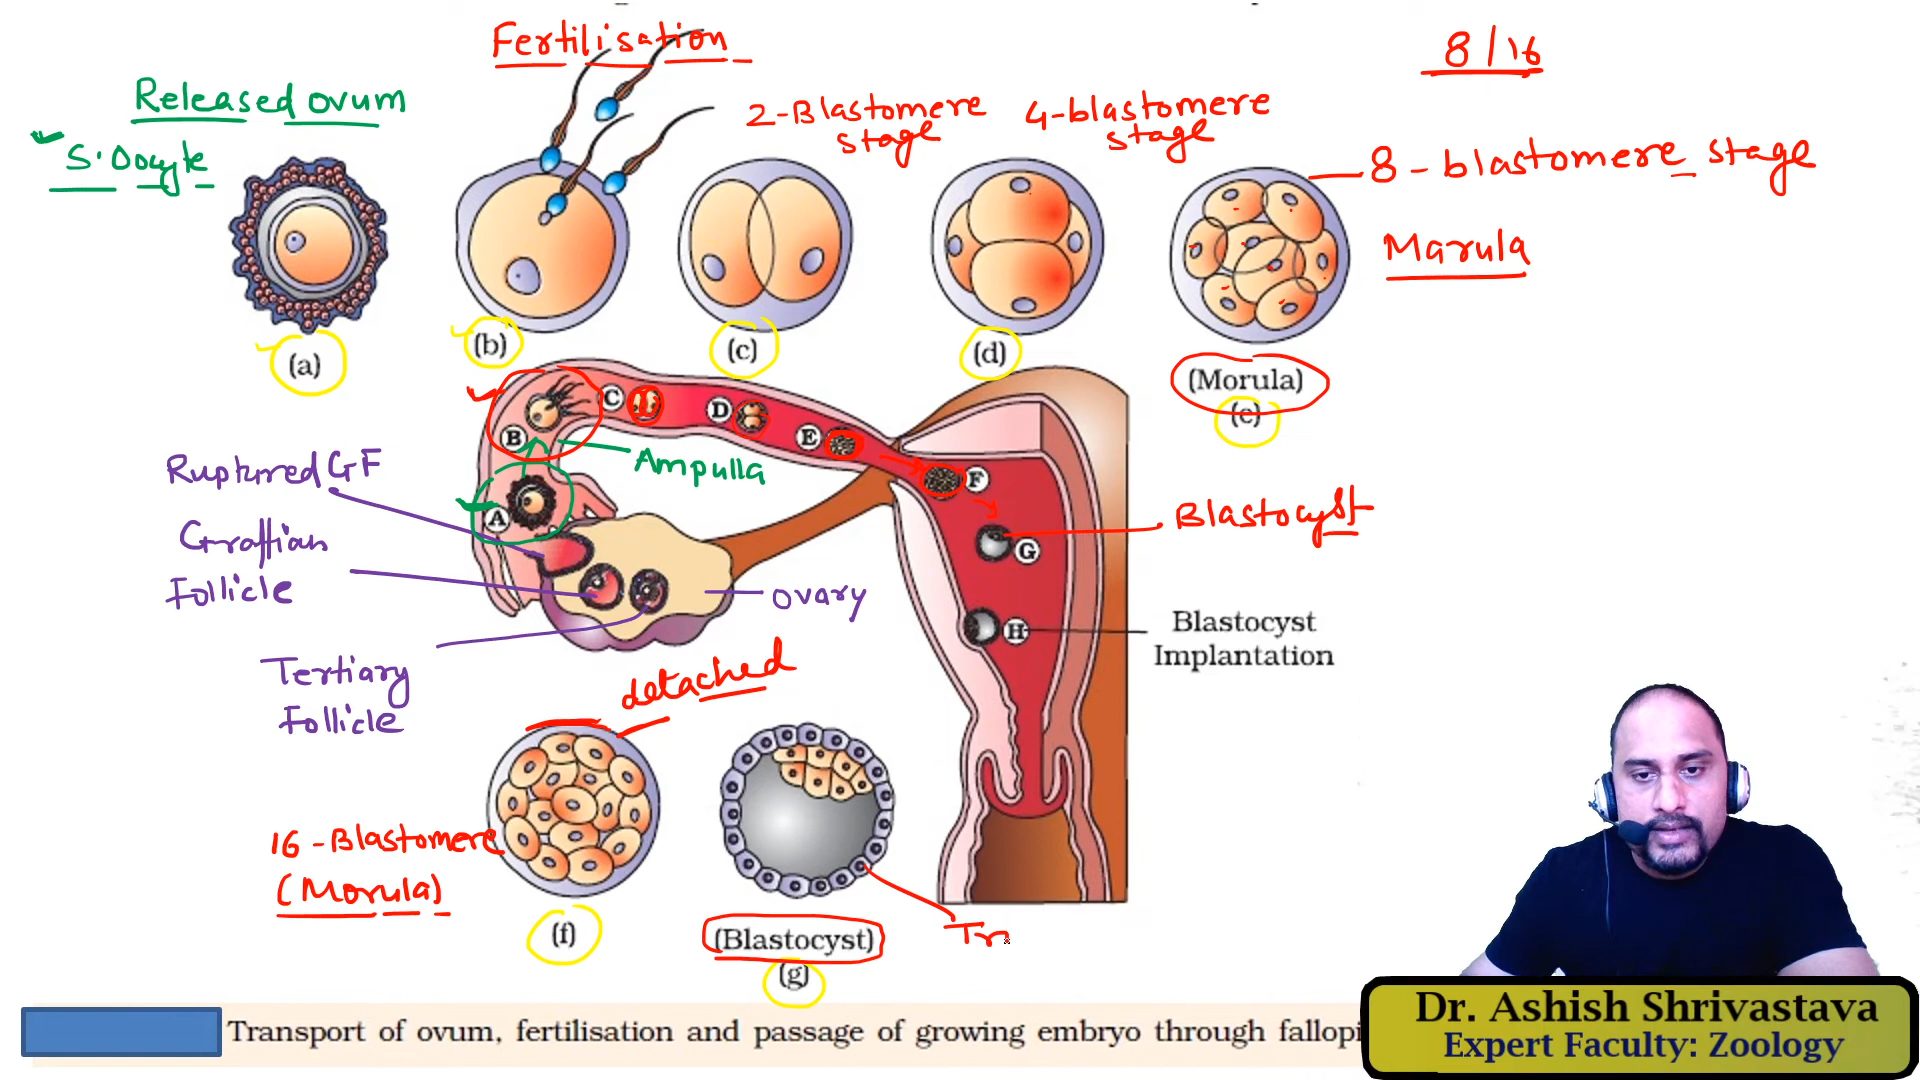 Fertilisation
8/16
Released ovum
S.Oocyte
2-Blastomere stage
4-blastomere stage
8-blastomere stage
Marula
(a)
(b)
(c)
(d)
(Morula)
(e)
A
B
C
D
E
F
G
H
Ampulla
Ruptured GF
Graffian
Follicle
Tertiary
Follicle
ovary
Blastocyst
Blastocyst
Implantation
detached
16-Blastomere
(Morula)
(f)
(Blastocyst)
(g)
Tr
Transport of ovum, fertilisation and passage of growing embryo through fallopi
Dr. Ashish Shrivastava
Expert Faculty: Zoology